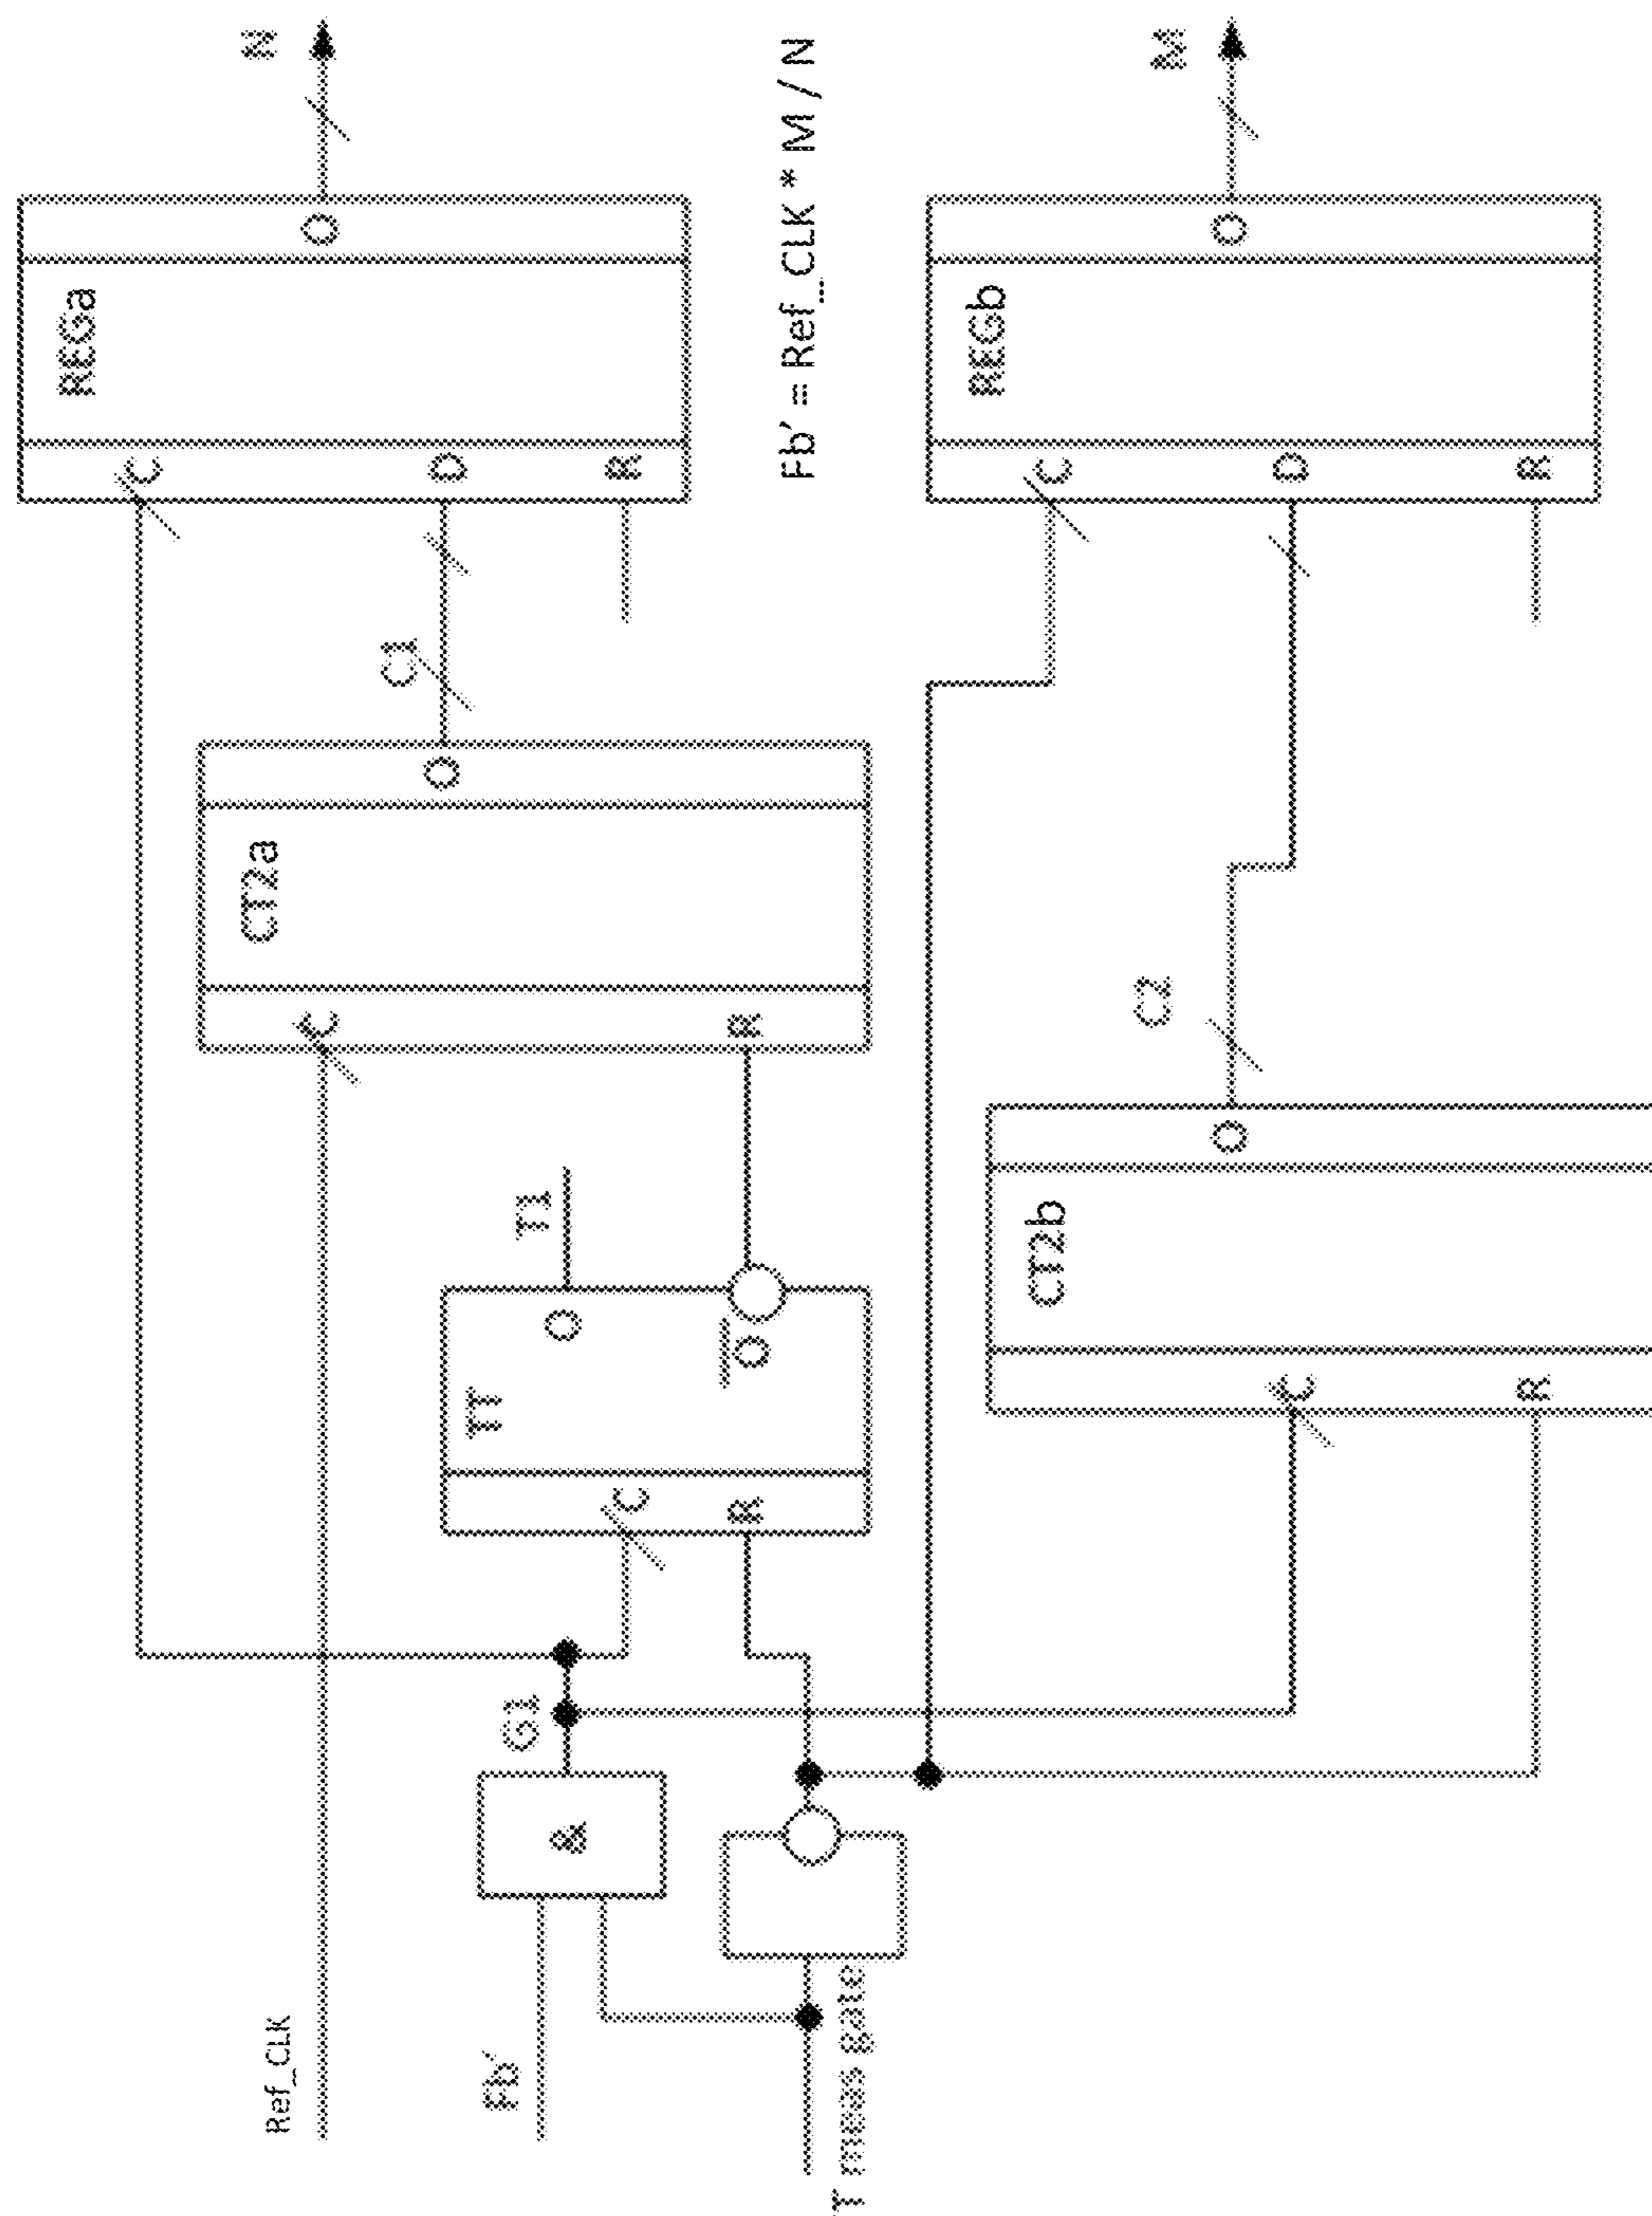 Ref_CLK
Fb'
T meas gate
&
G1
TT
C
R
O
O
T1
CT2a
C
R
O
C1
REGa
C
D
R
O
N
Fb' = Ref_CLK * M / N
CT2b
C
R
O
C2
REGb
C
D
R
O
M